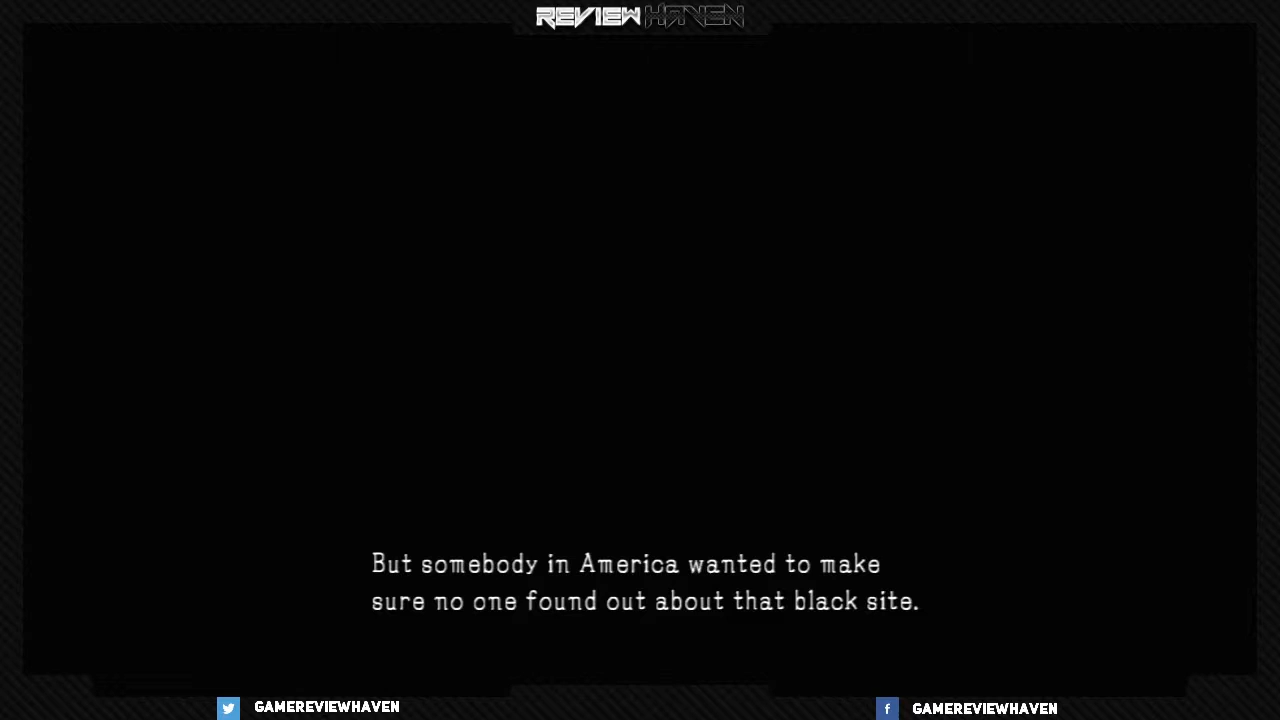 REVIEW HAVEN
But somebody in America wanted to make
sure no one found out about that black site.
GAMEREVIEWHAVEN
GAMEREVIEWHAVEN